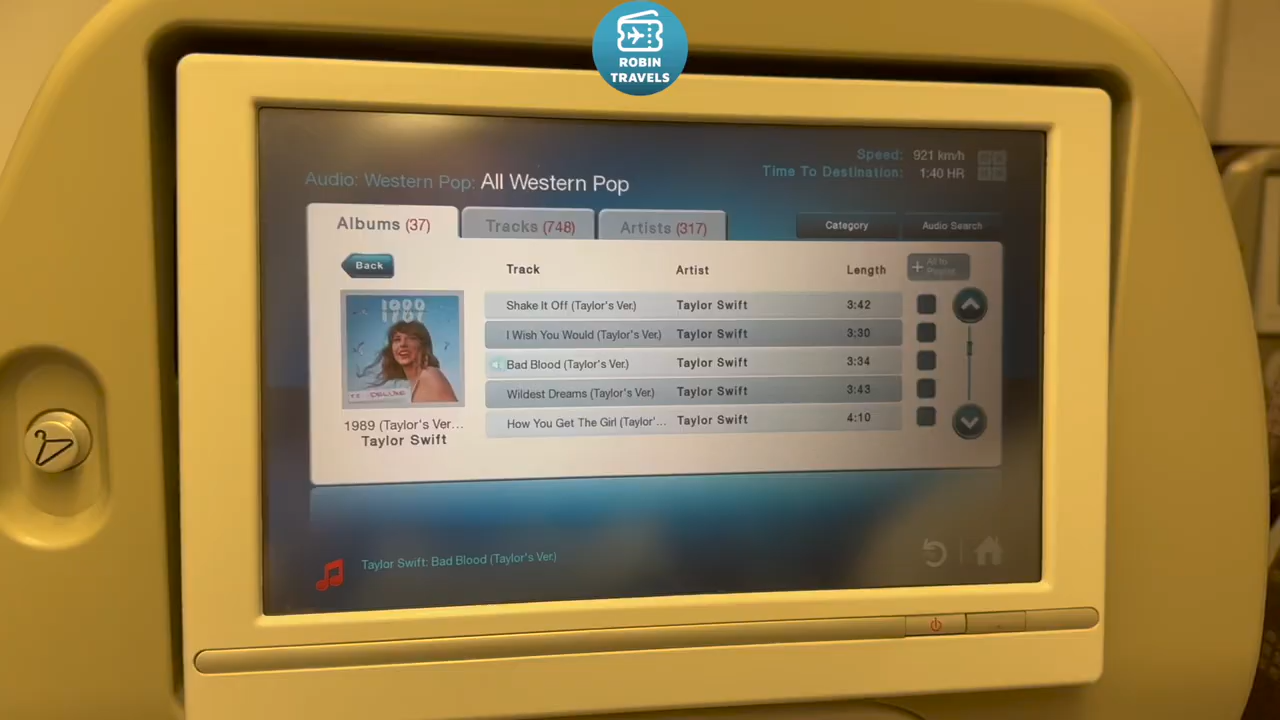 ROBIN
TRAVELS
Speed: 921 km/h
Time To Destination: 1:40 HR
Audio: Western Pop: All Western Pop
Albums (37)
Tracks (748)
Artists (317)
Category
Audio Search
Back
Track Artist Length
+ All to Playlist
Shake It Off (Taylor's Ver.) Taylor Swift 3:42
I Wish You Would (Taylor's Ver.) Taylor Swift 3:30
Bad Blood (Taylor's Ver.) Taylor Swift 3:34
Wildest Dreams (Taylor's Ver.) Taylor Swift 3:43
How You Get The Girl (Taylor'... Taylor Swift 4:10
DELUXE
1989 (Taylor's Ver...
Taylor Swift
Taylor Swift: Bad Blood (Taylor's Ver.)